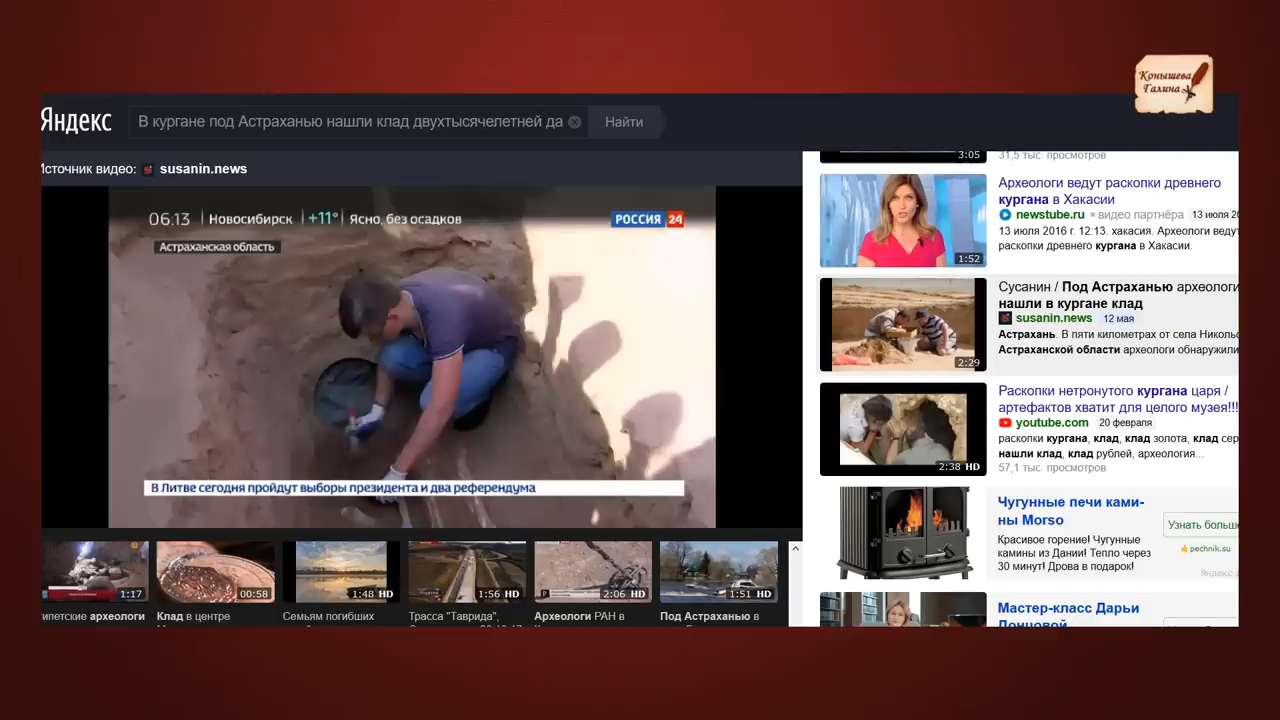 Конышева
Галина
Яндекс
В кургане под Астраханью нашли клад двухтысячелетней да
Найти
Источник видео: susanin.news
06:13 Новосибирск +11° Ясно, без осадков
РОССИЯ 24
Астраханская область
В Литве сегодня пройдут выборы президента и два референдума
1:17
00:58
1:48 HD
1:56 HD
2:06 HD
1:51 HD
ипетские археологи
Клад в центре
Семьям погибших
Трасса "Таврида",
Археологи РАН в
Под Астраханью в
3:05
31,5 тыс. просмотров
1:52
Археологи ведут раскопки древнего
кургана в Хакасии
newstube.ru видео партнёра 13 июля 20
13 июля 2016 г. 12:13. хакасия. Археологи ведут
раскопки древнего кургана в Хакасии.
2:29
Сусанин / Под Астраханью археологи
нашли в кургане клад
susanin.news 12 мая
Астрахань. В пяти километрах от села Никольс
Астраханской области археологи обнаружили
2:38 HD
Раскопки нетронутого кургана царя /
артефактов хватит для целого музея!!!
youtube.com 20 февраля
раскопки кургана, клад, клад золота, клад сер
нашли клад, клад рублей, археология...
57,1 тыс. просмотров
Чугунные печи ками-
ны Morso
Красивое горение! Чугунные
камины из Дании! Тепло через
30 минут! Дрова в подарок!
Узнать больше
pechnik.su
Яндекс
Мастер-класс Дарьи
Донцовой